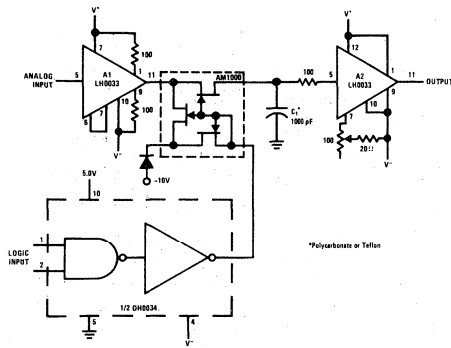 V+
V+
7
100
1
12
AM1000
ANALOG INPUT
5
A1
LH0033
11
9
10
100
6
7
V-
100
5
A2
LH0033
1
11
OUTPUT
9
10
7
C1*
1000 pF
100
20Ω
V-
-10V
5.0V
10
LOGIC INPUT
1
2
*Polycarbonate or Teflon
1/2 DH0034
5
4
V-